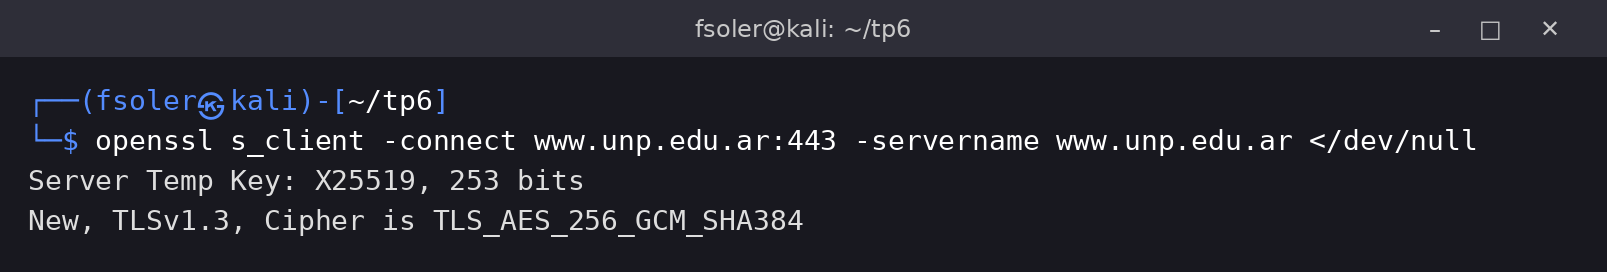 fsoler@kali: ~/tp6
┌──(fsoler㉿kali)-[~/tp6]
└─$ openssl s_client -connect www.unp.edu.ar:443 -servername www.unp.edu.ar </dev/null
Server Temp Key: X25519, 253 bits
New, TLSv1.3, Cipher is TLS_AES_256_GCM_SHA384